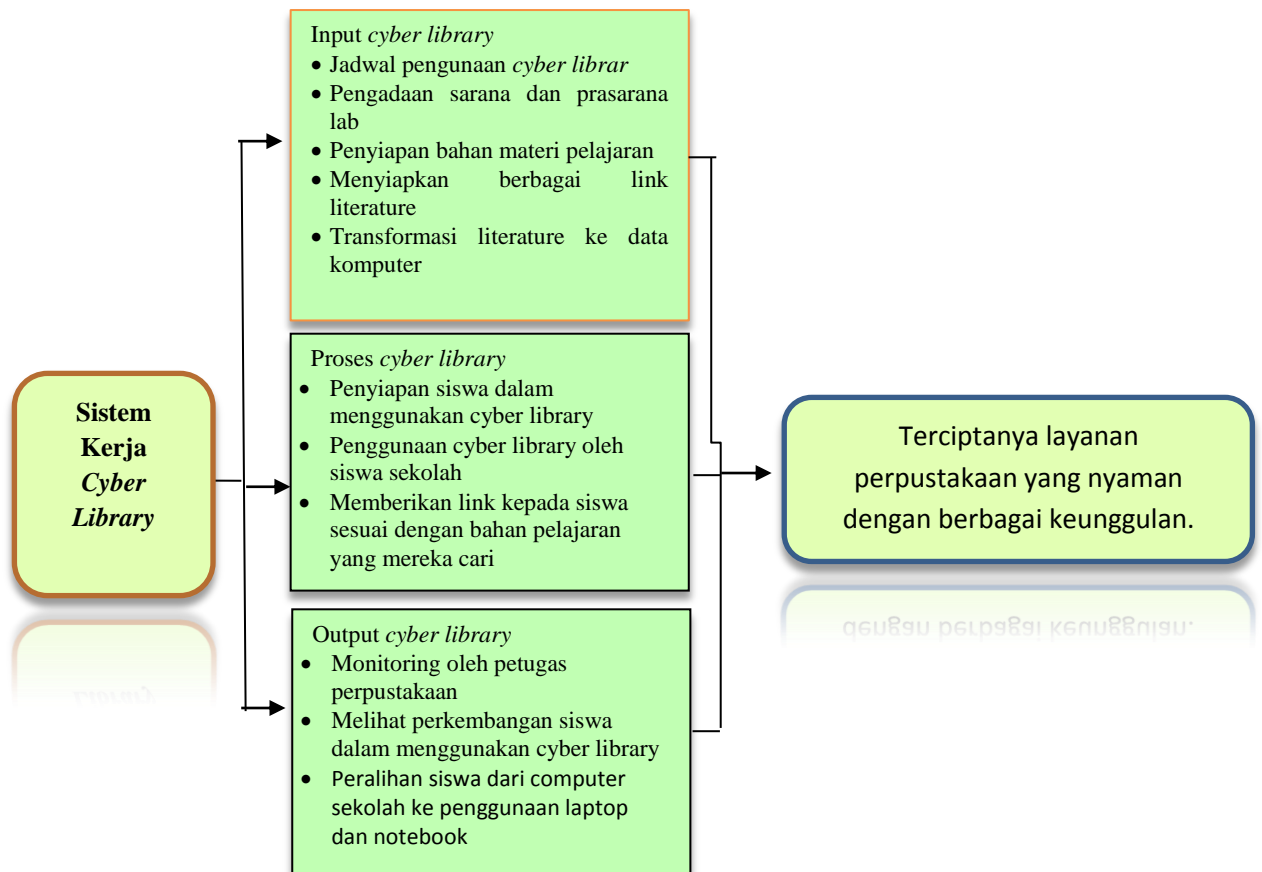 Sistem
Kerja
Cyber
Library
Input cyber library
• Jadwal pengunaan cyber librar
• Pengadaan sarana dan prasarana
lab
• Penyiapan bahan materi pelajaran
• Menyiapkan berbagai link
literature
• Transformasi literature ke data
komputer
Proses cyber library
• Penyiapan siswa dalam
menggunakan cyber library
• Penggunaan cyber library oleh
siswa sekolah
• Memberikan link kepada siswa
sesuai dengan bahan pelajaran
yang mereka cari
Output cyber library
• Monitoring oleh petugas
perpustakaan
• Melihat perkembangan siswa
dalam menggunakan cyber library
• Peralihan siswa dari computer
sekolah ke penggunaan laptop
dan notebook
Terciptanya layanan
perpustakaan yang nyaman
dengan berbagai keunggulan.